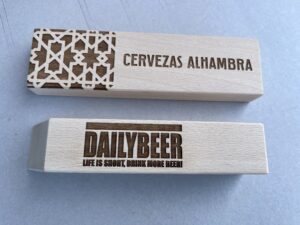 CERVEZAS ALHAMBRA
DAILYBEER
LIFE IS SHORT, DRINK MORE BEER!